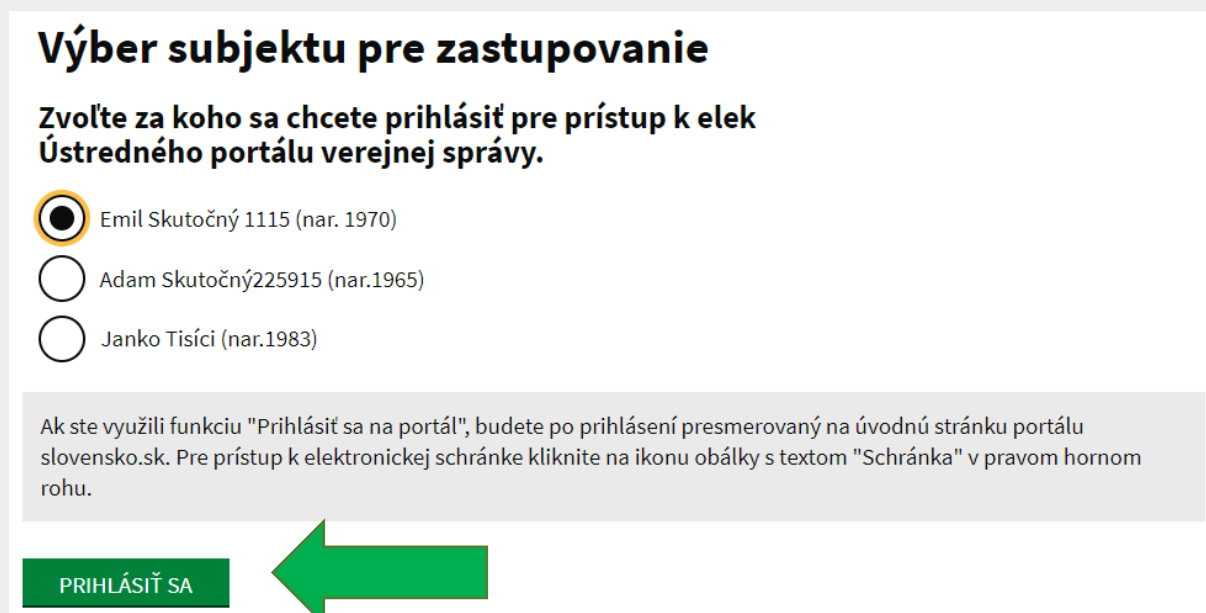 Výber subjektu pre zastupovanie
Zvoľte za koho sa chcete prihlásiť pre prístup k elek
Ústredného portálu verejnej správy.
Emil Skutočný 1115 (nar. 1970)
Adam Skutočný225915 (nar.1965)
Janko Tisíci (nar.1983)
Ak ste využili funkciu "Prihlásiť sa na portál", budete po prihlásení presmerovaný na úvodnú stránku portálu
slovensko.sk. Pre prístup k elektronickej schránke kliknite na ikonu obálky s textom "Schránka" v pravom hornom
rohu.
PRIHLÁSIŤ SA